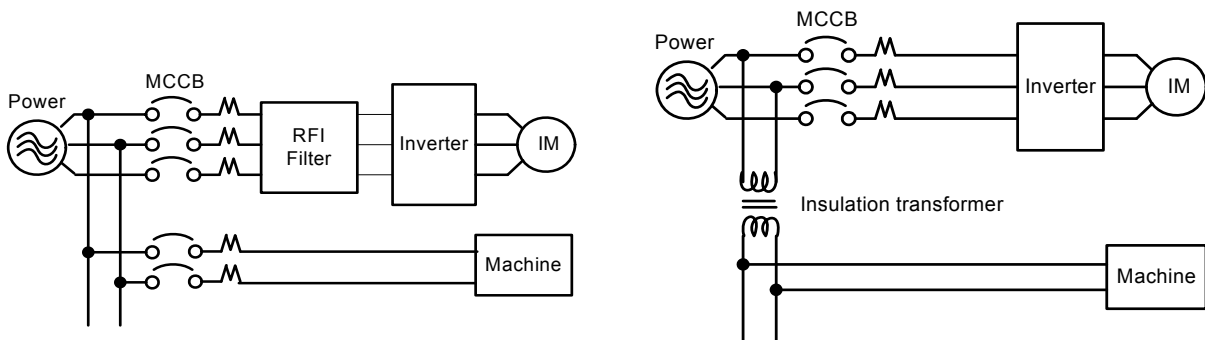 Power
MCCB
RFI
Filter
Inverter
IM
Machine
Power
MCCB
Inverter
IM
Insulation transformer
Machine